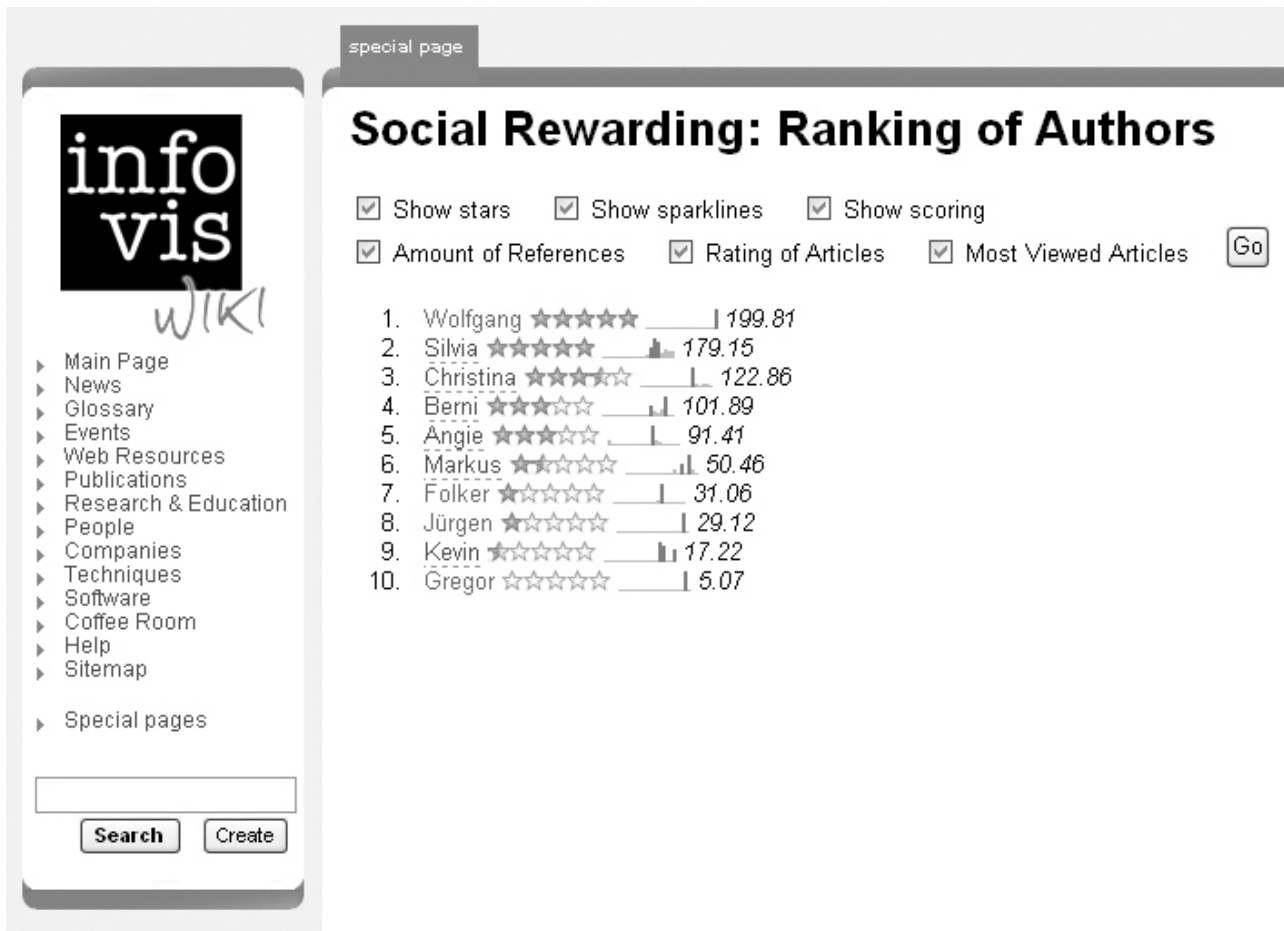 special page
info
vis
WIKI
Main Page
News
Glossary
Events
Web Resources
Publications
Research & Education
People
Companies
Techniques
Software
Coffee Room
Help
Sitemap
Special pages
Search Create
Social Rewarding: Ranking of Authors
Show stars Show sparklines Show scoring
Amount of References Rating of Articles Most Viewed Articles Go
1. Wolfgang 199.81
2. Silvia 179.15
3. Christina 122.86
4. Berni 101.89
5. Angie 91.41
6. Markus 50.46
7. Folker 31.06
8. Jürgen 29.12
9. Kevin 17.22
10. Gregor 5.07